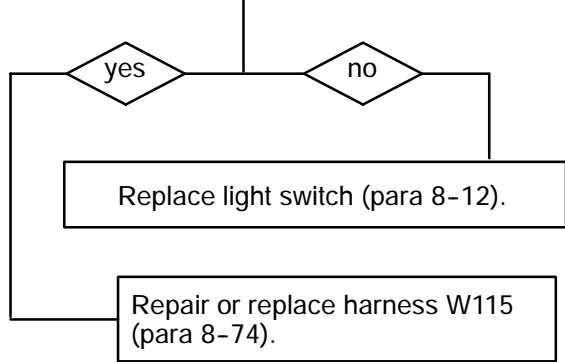 yes
no
Replace light switch (para 8-12).
Repair or replace harness W115
(para 8-74).